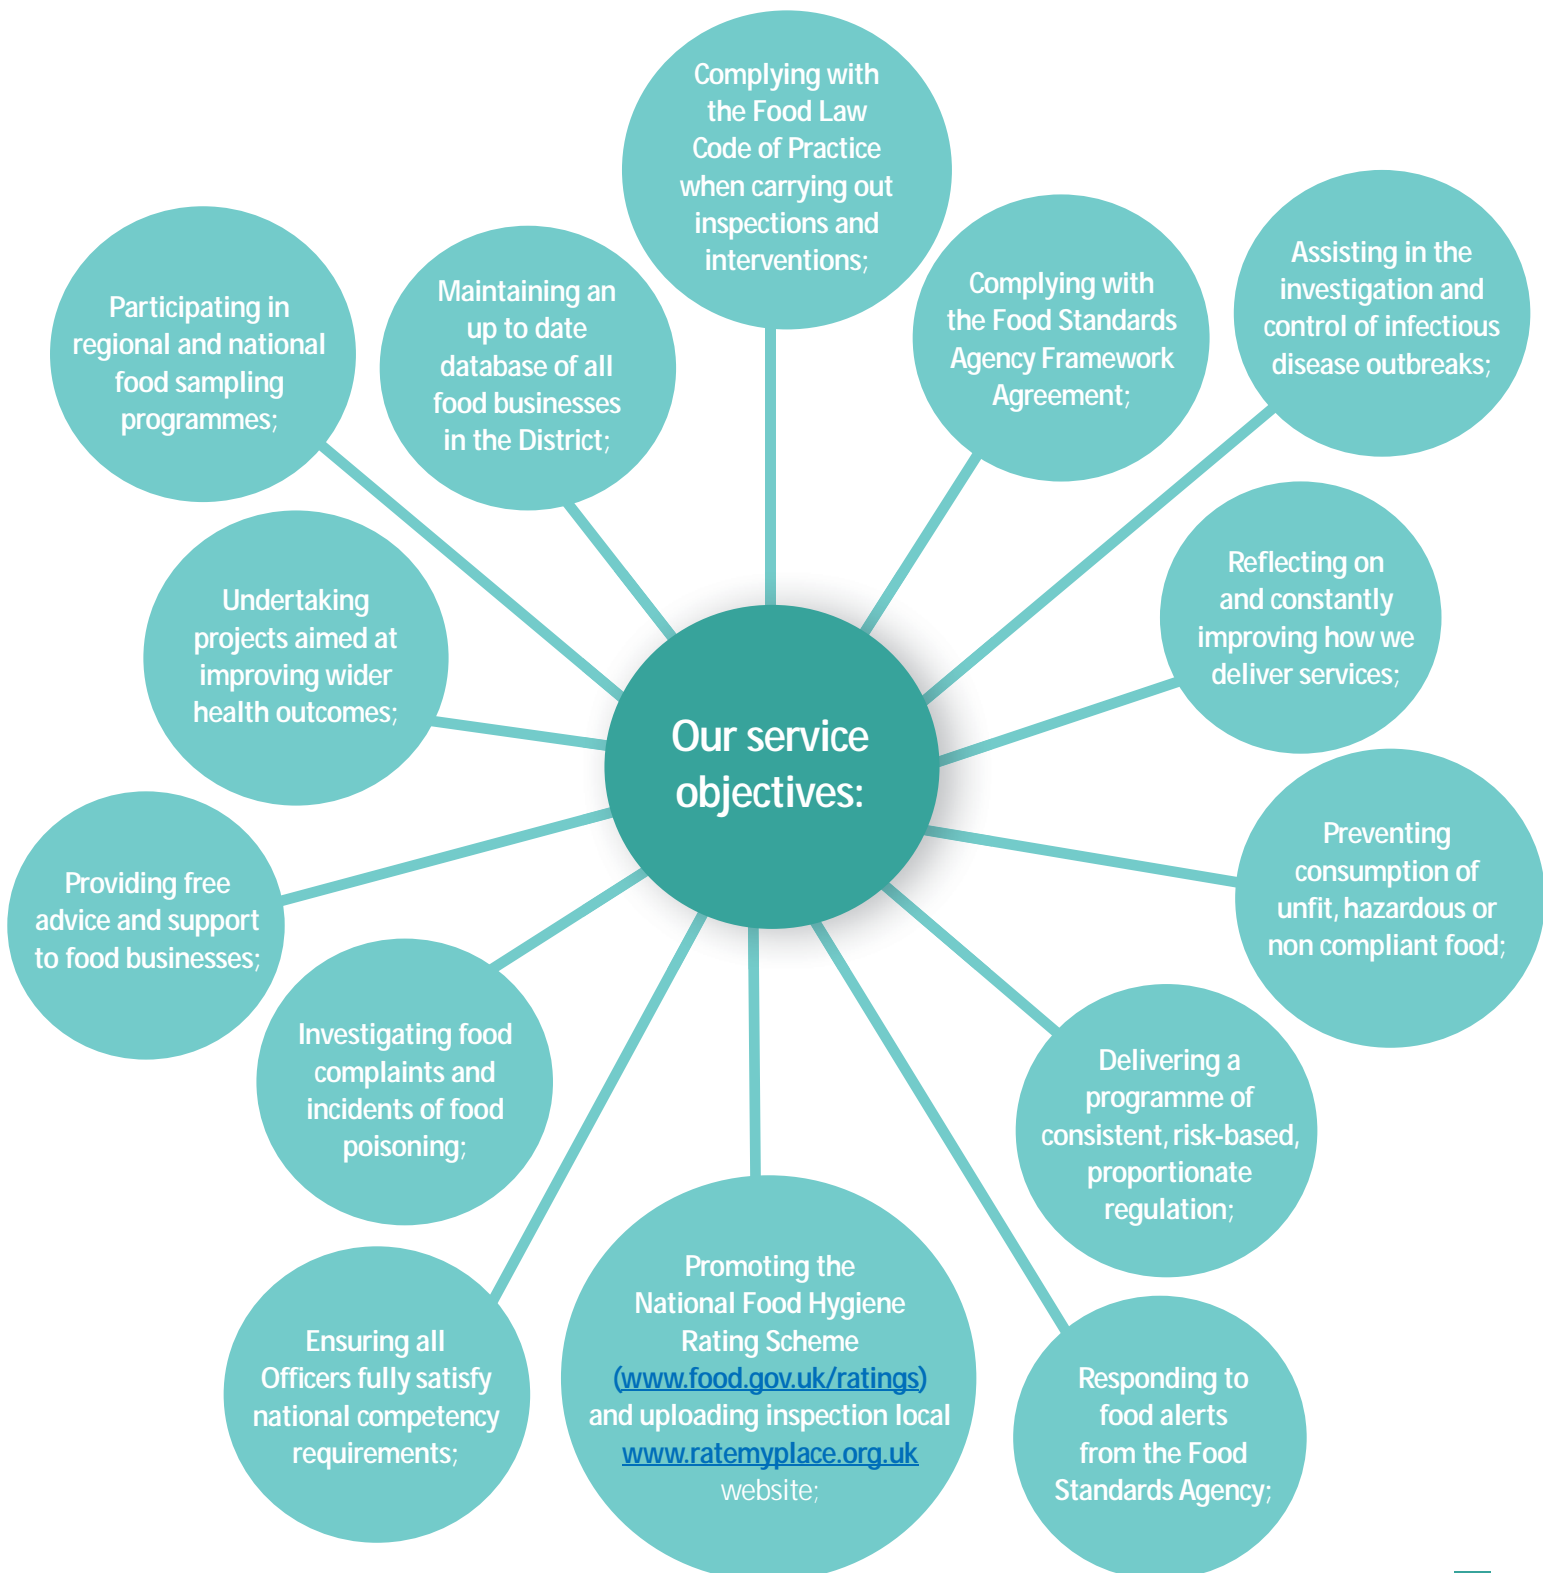 Complying with
the Food Law
Code of Practice
when carrying out
inspections and
interventions;
Participating in
regional and national
food sampling
programmes;
Maintaining an
up to date
database of all
food businesses
in the District;
Complying with
the Food Standards
Agency Framework
Agreement;
Assisting in the
investigation and
control of infectious
disease outbreaks;
Undertaking
projects aimed at
improving wider
health outcomes;
Reflecting on
and constantly
improving how we
deliver services;
Our service
objectives:
Providing free
advice and support
to food businesses;
Preventing
consumption of
unfit, hazardous or
non compliant food;
Investigating food
complaints and
incidents of food
poisoning;
Delivering a
programme of
consistent, risk-based,
proportionate
regulation;
Ensuring all
Officers fully satisfy
national competency
requirements;
Promoting the
National Food Hygiene
Rating Scheme
(www.food.gov.uk/ratings)
and uploading inspection local
www.ratemyplace.org.uk
website;
Responding to
food alerts
from the Food
Standards Agency;